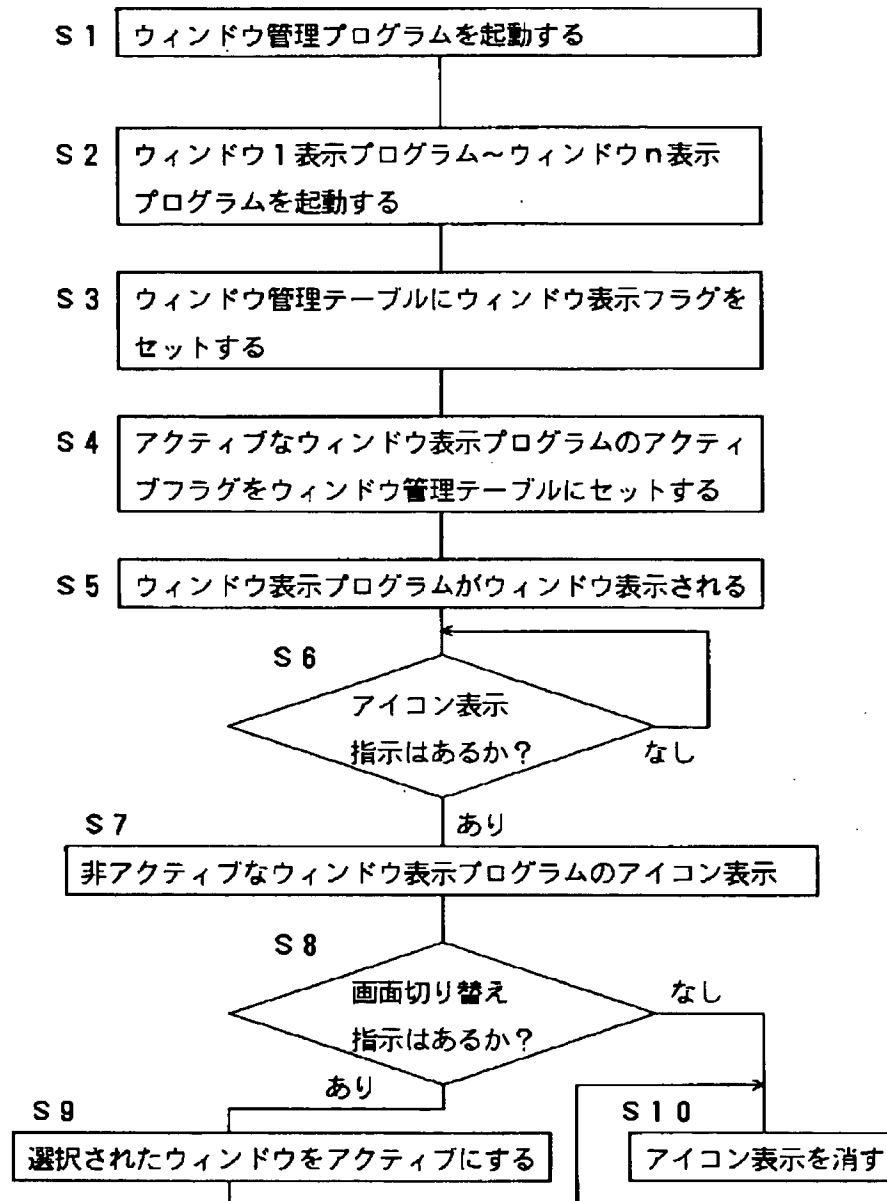 S1 ウィンドウ管理プログラムを起動する
S2 ウィンドウ1表示プログラム～ウィンドウn表示
プログラムを起動する
S3 ウィンドウ管理テーブルにウィンドウ表示フラグを
セットする
S4 アクティブなウィンドウ表示プログラムのアクティ
ブフラグをウィンドウ管理テーブルにセットする
S5 ウィンドウ表示プログラムがウィンドウ表示される
S6
アイコン表示
指示はあるか？
なし
あり
S7
非アクティブなウィンドウ表示プログラムのアイコン表示
S8
画面切り替え
指示はあるか？
なし
あり
S9
選択されたウィンドウをアクティブにする
S10
アイコン表示を消す